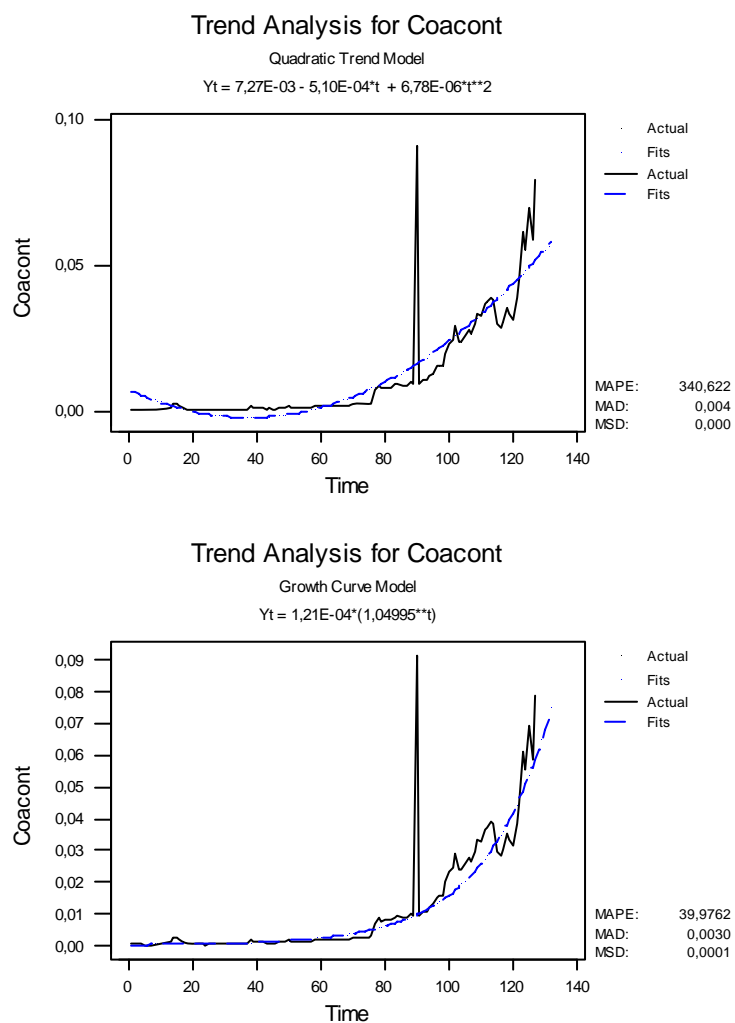 Trend Analysis for Coacont
Quadratic Trend Model
Yt = 7,27E-03 - 5,10E-04*t + 6,78E-06*t**2
0,10
0,05
0,00
Coacont
0 20 40 60 80 100 120 140
Time
Actual
Fits
Actual
Fits
MAPE: 340,622
MAD: 0,004
MSD: 0,000
Trend Analysis for Coacont
Growth Curve Model
Yt = 1,21E-04*(1,04995**t)
0,09
0,08
0,07
0,06
0,05
0,04
0,03
0,02
0,01
0,00
Coacont
0 20 40 60 80 100 120 140
Time
Actual
Fits
Actual
Fits
MAPE: 39,9762
MAD: 0,0030
MSD: 0,0001